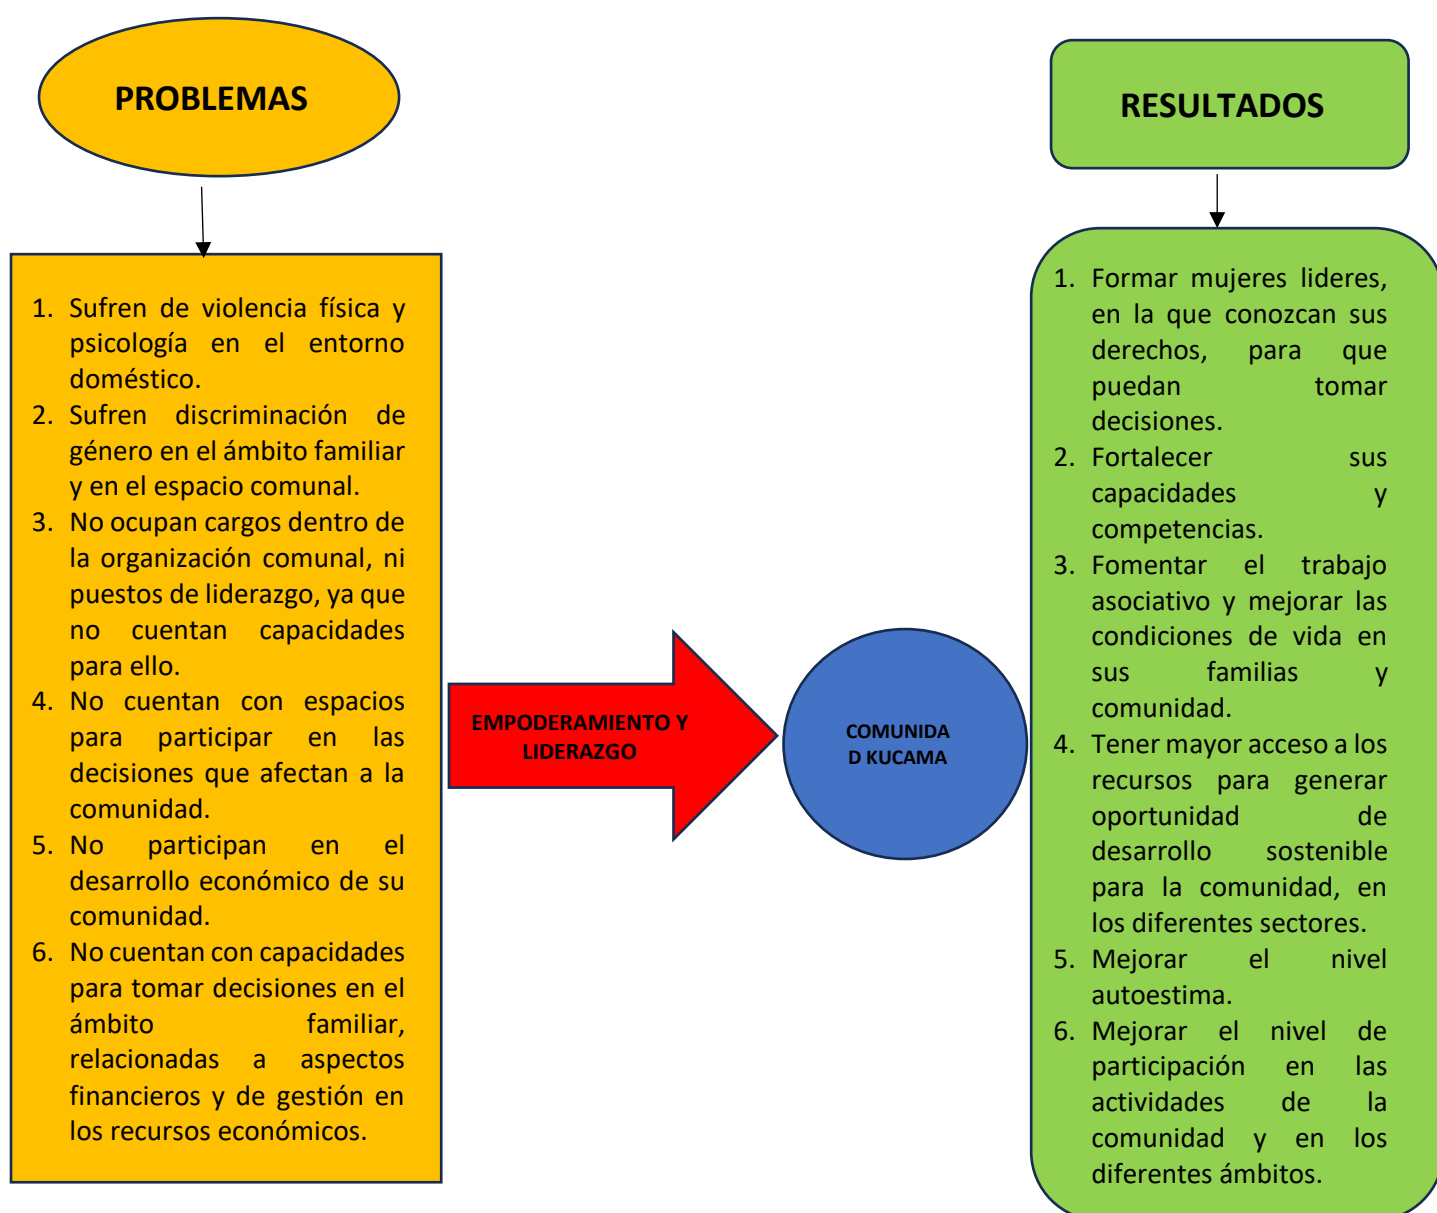 PROBLEMAS
1. Sufren de violencia física y
psicología en el entorno
doméstico.
2. Sufren discriminación de
género en el ámbito familiar
y en el espacio comunal.
3. No ocupan cargos dentro de
la organización comunal, ni
puestos de liderazgo, ya que
no cuentan capacidades
para ello.
4. No cuentan con espacios
para participar en las
decisiones que afectan a la
comunidad.
5. No participan en el
desarrollo económico de su
comunidad.
6. No cuentan con capacidades
para tomar decisiones en el
ámbito familiar,
relacionadas a aspectos
financieros y de gestión en
los recursos económicos.
EMPODERAMIENTO Y
LIDERAZGO
COMUNIDA
D KUCAMA
RESULTADOS
1. Formar mujeres lideres,
en la que conozcan sus
derechos, para que
puedan tomar
decisiones.
2. Fortalecer sus
capacidades y
competencias.
3. Fomentar el trabajo
asociativo y mejorar las
condiciones de vida en
sus familias y
comunidad.
4. Tener mayor acceso a los
recursos para generar
oportunidad de
desarrollo sostenible
para la comunidad, en
los diferentes sectores.
5. Mejorar el nivel
autoestima.
6. Mejorar el nivel de
participación en las
actividades de la
comunidad y en los
diferentes ámbitos.